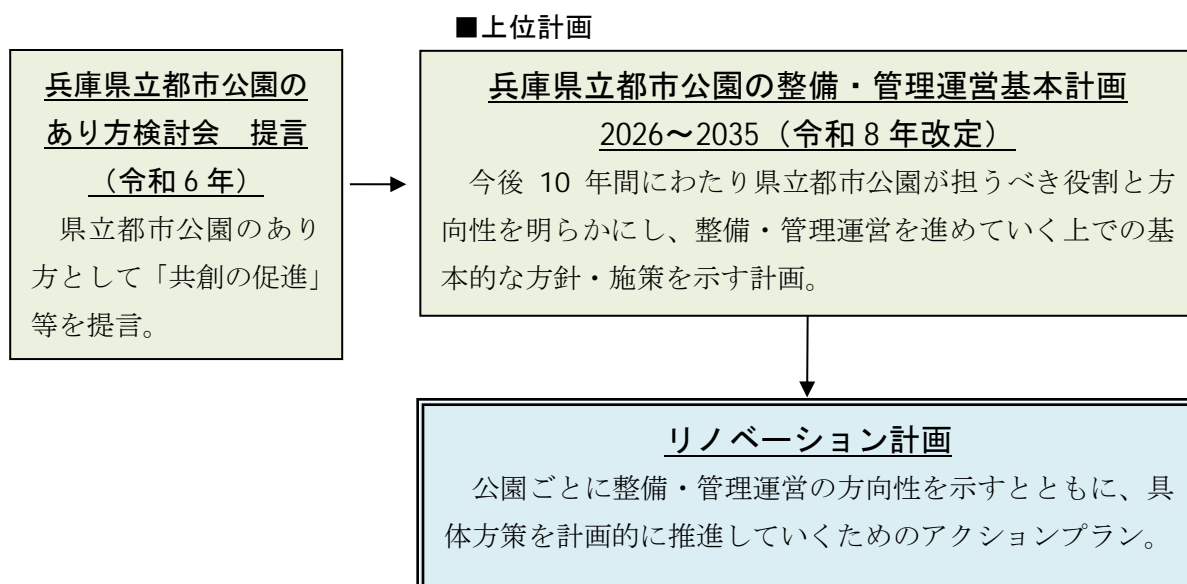 ■上位計画
兵庫県立都市公園の
あり方検討会　提言
（令和６年）
県立都市公園のあり
方として「共創の促進」
等を提言。
兵庫県立都市公園の整備・管理運営基本計画
2026～2035（令和８年改定）
今後 10 年間にわたり県立都市公園が担うべき役割と方
向性を明らかにし、整備・管理運営を進めていく上での基
本的な方針・施策を示す計画。
リノベーション計画
公園ごとに整備・管理運営の方向性を示すとともに、具
体方策を計画的に推進していくためのアクションプラン。